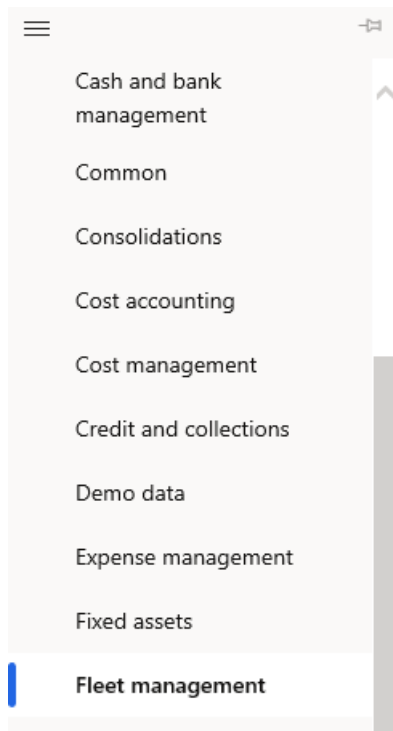 Cash and bank
management
Common
Consolidations
Cost accounting
Cost management
Credit and collections
Demo data
Expense management
Fixed assets
Fleet management